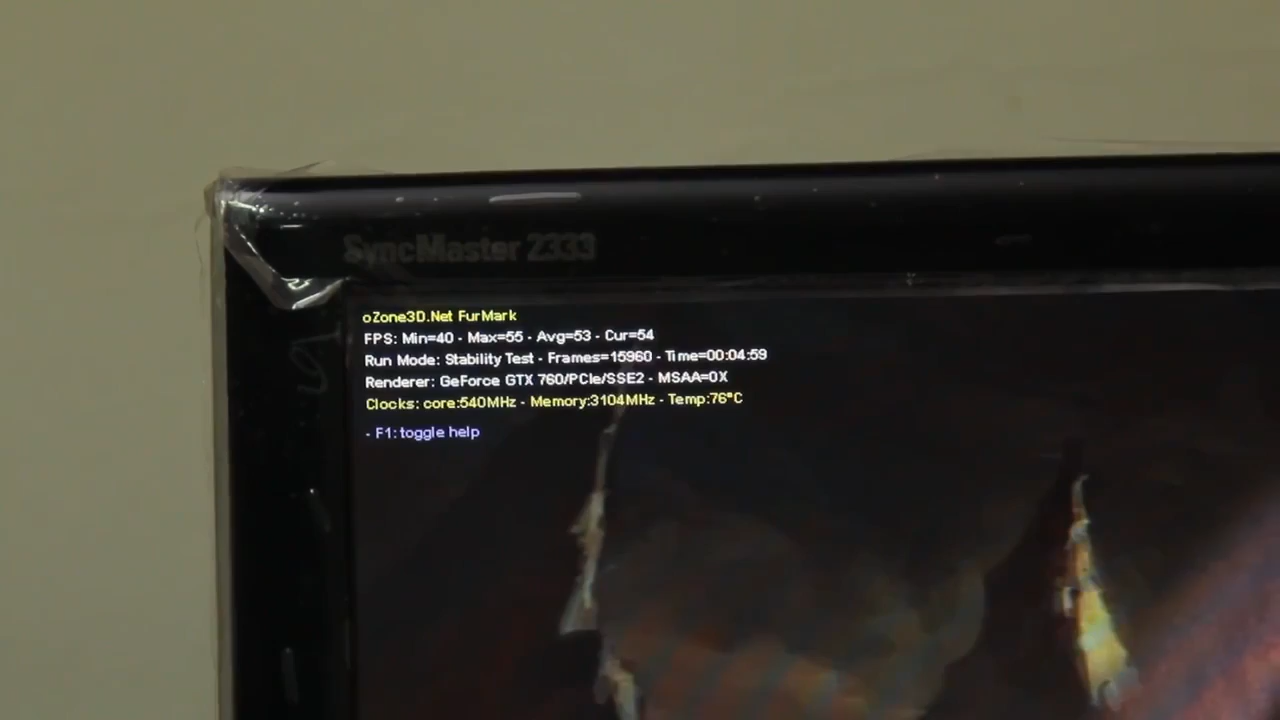 SyncMaster 2333
oZone3D.Net FurMark
FPS: Min=40 - Max=55 - Avg=53 - Cur=54
Run Mode: Stability Test - Frames=15960 - Time=00:04:59
Renderer: GeForce GTX 760/PCIe/SSE2 - MSAA=0X
Clocks: core:540MHz - Memory:3104MHz - Temp:76°C
- F1: toggle help